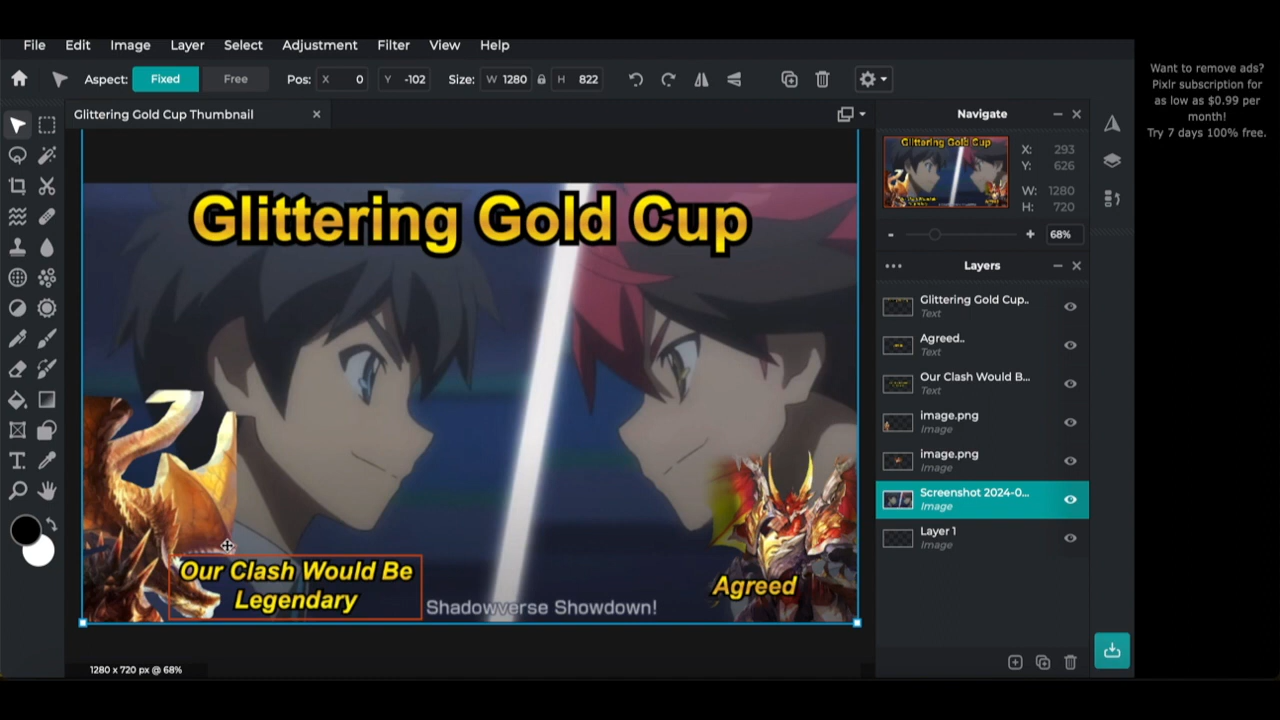 File Edit Image Layer Select Adjustment Filter View Help
Aspect: Fixed Free Pos: X 0 Y -102 Size: W 1280 H 822
Glittering Gold Cup Thumbnail
Glittering Gold Cup
Our Clash Would Be
Legendary
Shadowverse Showdown!
Agreed
1280 x 720 px @ 68%
Navigate
Glittering Gold Cup
X: 293
Y: 626
W: 1280
H: 720
- + 68%
Layers
Glittering Gold Cup..
Text
Agreed..
Text
Our Clash Would B...
Text
image.png
Image
image.png
Image
Screenshot 2024-0...
Image
Layer 1
Image
Want to remove ads?
Pixlr subscription for
as low as $0.99 per
month!
Try 7 days 100% free.